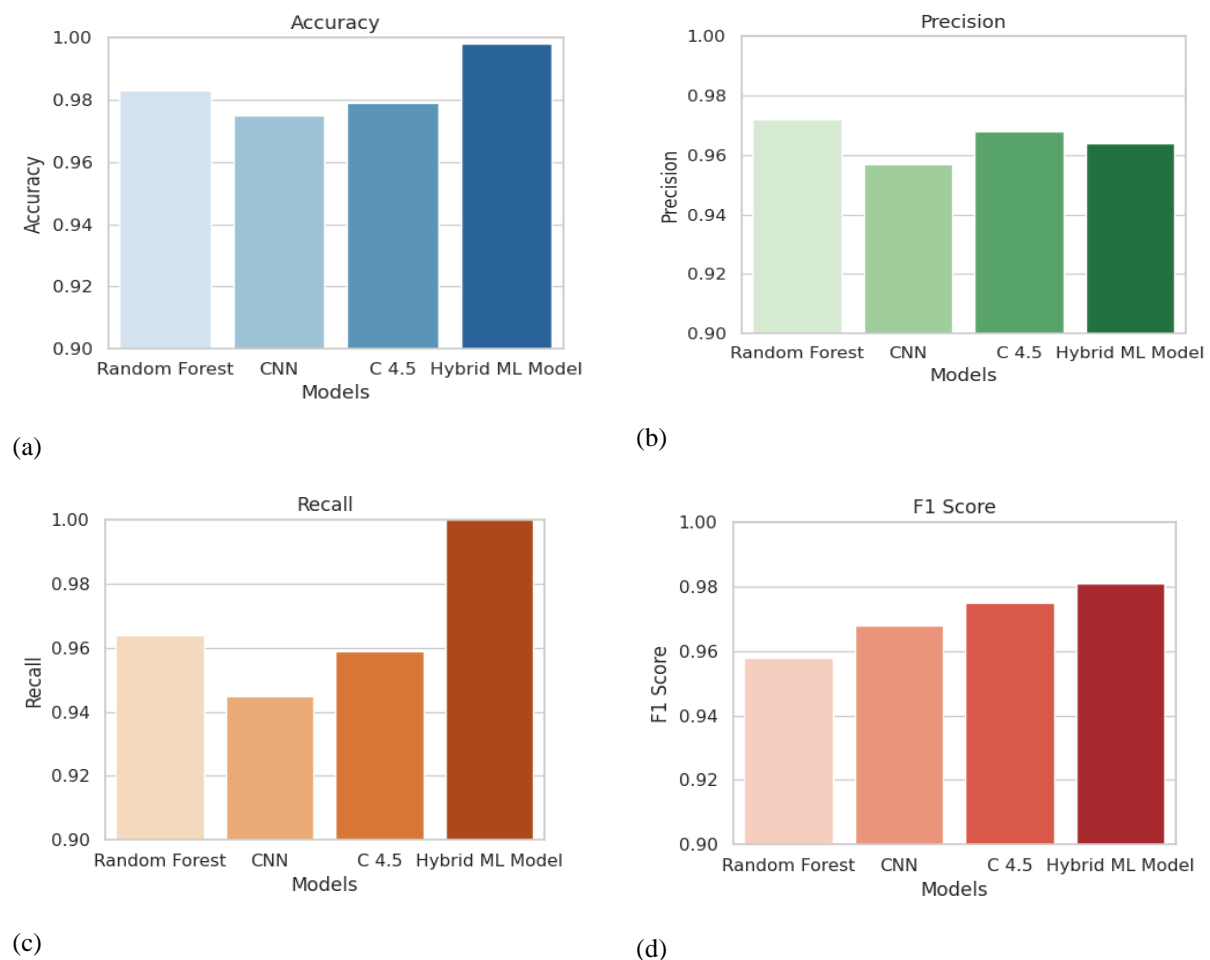 Accuracy
1.00
0.98
0.96
0.94
0.92
0.90
Accuracy
Random Forest CNN C 4.5 Hybrid ML Model
Models
(a)
Precision
1.00
0.98
0.96
0.94
0.92
0.90
Precision
Random Forest CNN C 4.5 Hybrid ML Model
Models
(b)
Recall
1.00
0.98
0.96
0.94
0.92
0.90
Recall
Random Forest CNN C 4.5 Hybrid ML Model
Models
(c)
F1 Score
1.00
0.98
0.96
0.94
0.92
0.90
F1 Score
Random Forest CNN C 4.5 Hybrid ML Model
Models
(d)